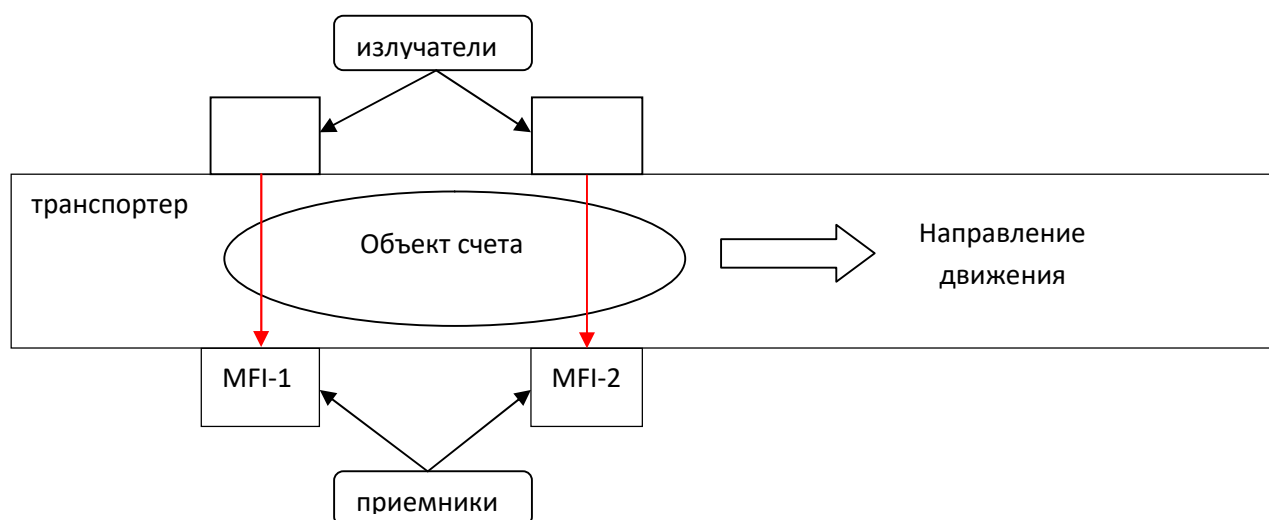 излучатели
транспортер
Объект счета
Направление
движения
MFI-1
MFI-2
приемники